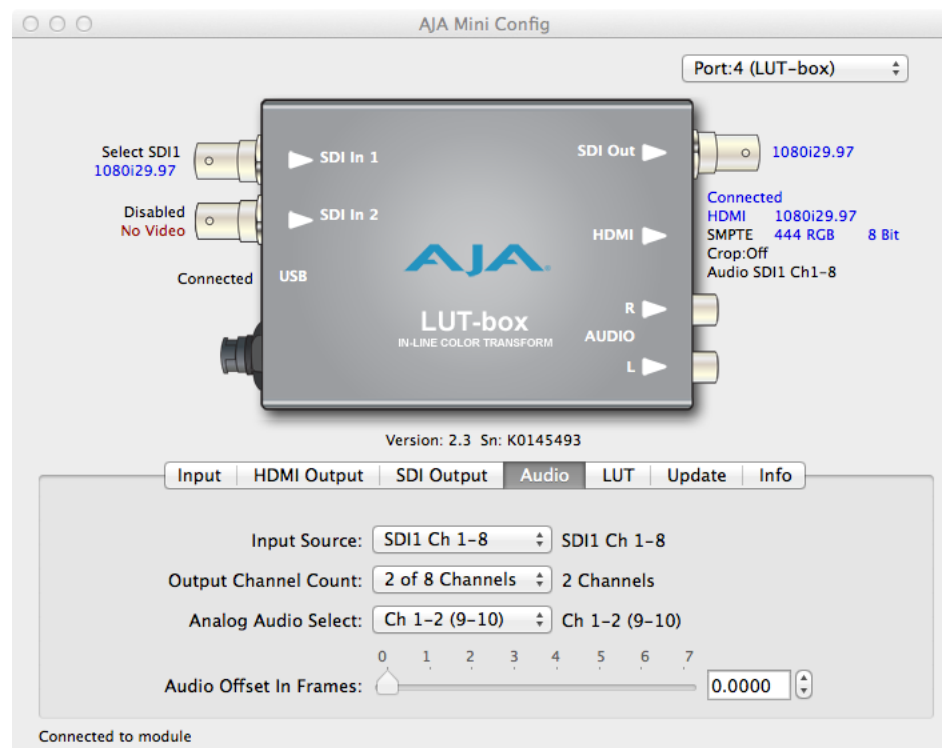 AJA Mini Config
Port:4 (LUT-box)
Select SDI1
1080i29.97
SDI In 1
SDI Out
1080i29.97
Disabled
No Video
SDI In 2
HDMI
Connected
HDMI 1080i29.97
SMPTE 444 RGB 8 Bit
Crop:Off
Audio SDI1 Ch1-8
Connected
USB
AJA
LUT-box
IN-LINE COLOR TRANSFORM
R
AUDIO
L
Version: 2.3 Sn: K0145493
Input HDMI Output SDI Output Audio LUT Update Info
Input Source: SDI1 Ch 1-8 SDI1 Ch 1-8
Output Channel Count: 2 of 8 Channels 2 Channels
Analog Audio Select: Ch 1-2 (9-10) Ch 1-2 (9-10)
0 1 2 3 4 5 6 7
Audio Offset In Frames: 0.0000
Connected to module